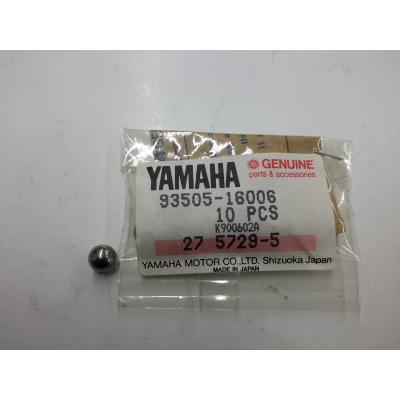 YAMAHA
GENUINE
parts & accessories
93505-16006
10 PCS
K900602A
27 5729-5
YAMAHA MOTOR CO., LTD. Shizuoka Japan
MADE IN JAPAN